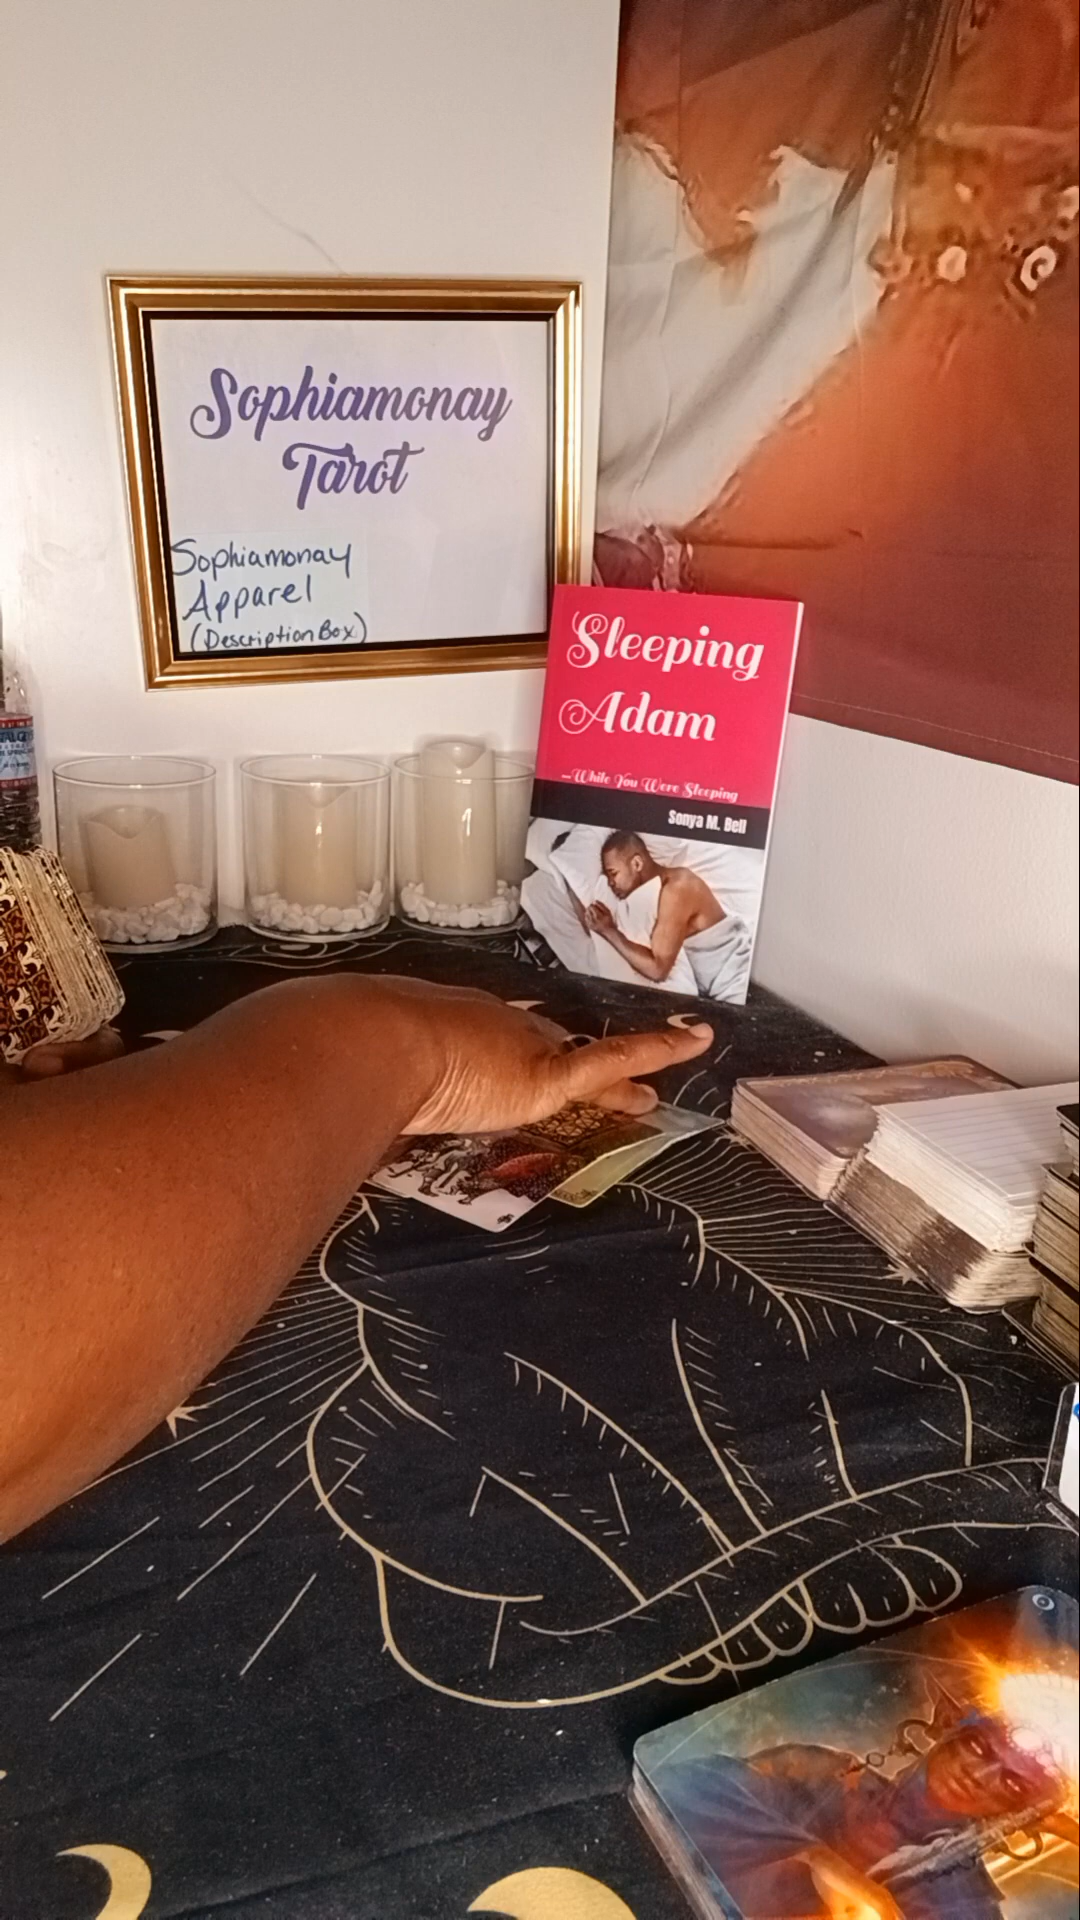 Sophiamonay
Tarot
Sophiamonay
Apparel
(Description Box)
Sleeping
Adam
—While You Were Sleeping
Sonya M. Bell